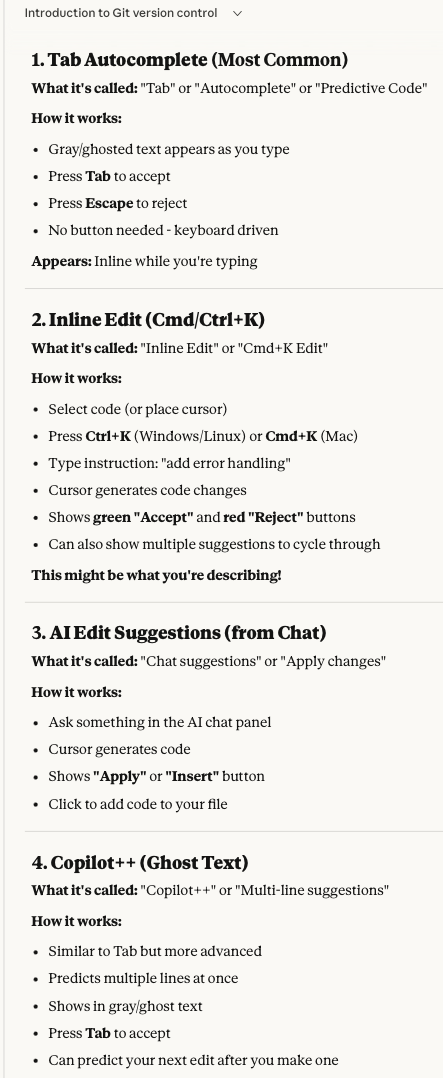 Introduction to Git version control
1. Tab Autocomplete (Most Common)
What it's called: "Tab" or "Autocomplete" or "Predictive Code"
How it works:
• Gray/ghosted text appears as you type
• Press Tab to accept
• Press Escape to reject
• No button needed - keyboard driven
Appears: Inline while you're typing
2. Inline Edit (Cmd/Ctrl+K)
What it's called: "Inline Edit" or "Cmd+K Edit"
How it works:
• Select code (or place cursor)
• Press Ctrl+K (Windows/Linux) or Cmd+K (Mac)
• Type instruction: "add error handling"
• Cursor generates code changes
• Shows green "Accept" and red "Reject" buttons
• Can also show multiple suggestions to cycle through
This might be what you're describing!
3. AI Edit Suggestions (from Chat)
What it's called: "Chat suggestions" or "Apply changes"
How it works:
• Ask something in the AI chat panel
• Cursor generates code
• Shows "Apply" or "Insert" button
• Click to add code to your file
4. Copilot++ (Ghost Text)
What it's called: "Copilot++" or "Multi-line suggestions"
How it works:
• Similar to Tab but more advanced
• Predicts multiple lines at once
• Shows in gray/ghost text
• Press Tab to accept
• Can predict your next edit after you make one